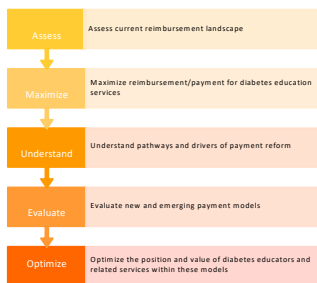 Assess
Assess current reimbursement landscape
Maximize
Maximize reimbursement/payment for diabetes education
services
Understand
Understand pathways and drivers of payment reform
Evaluate
Evaluate new and emerging payment models
Optimize
Optimize the position and value of diabetes educators and
related services within these models